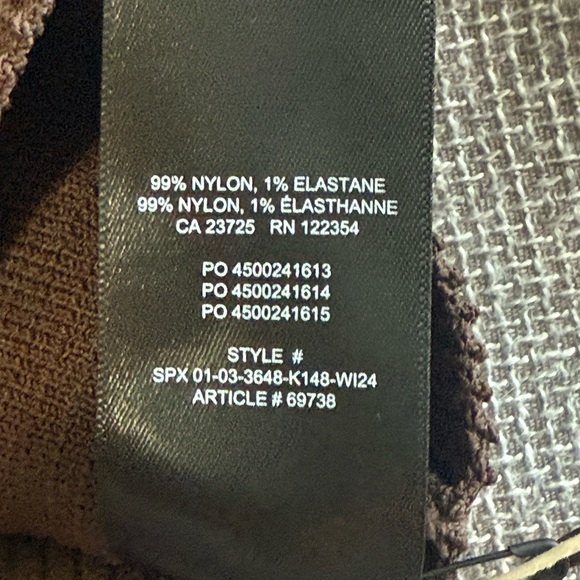 99% NYLON, 1% ELASTANE
99% NYLON, 1% ÉLASTHANNE
CA 23725 RN 122354
PO 4500241613
PO 4500241614
PO 4500241615
STYLE #
SPX 01-03-3648-K148-WI24
ARTICLE # 69738